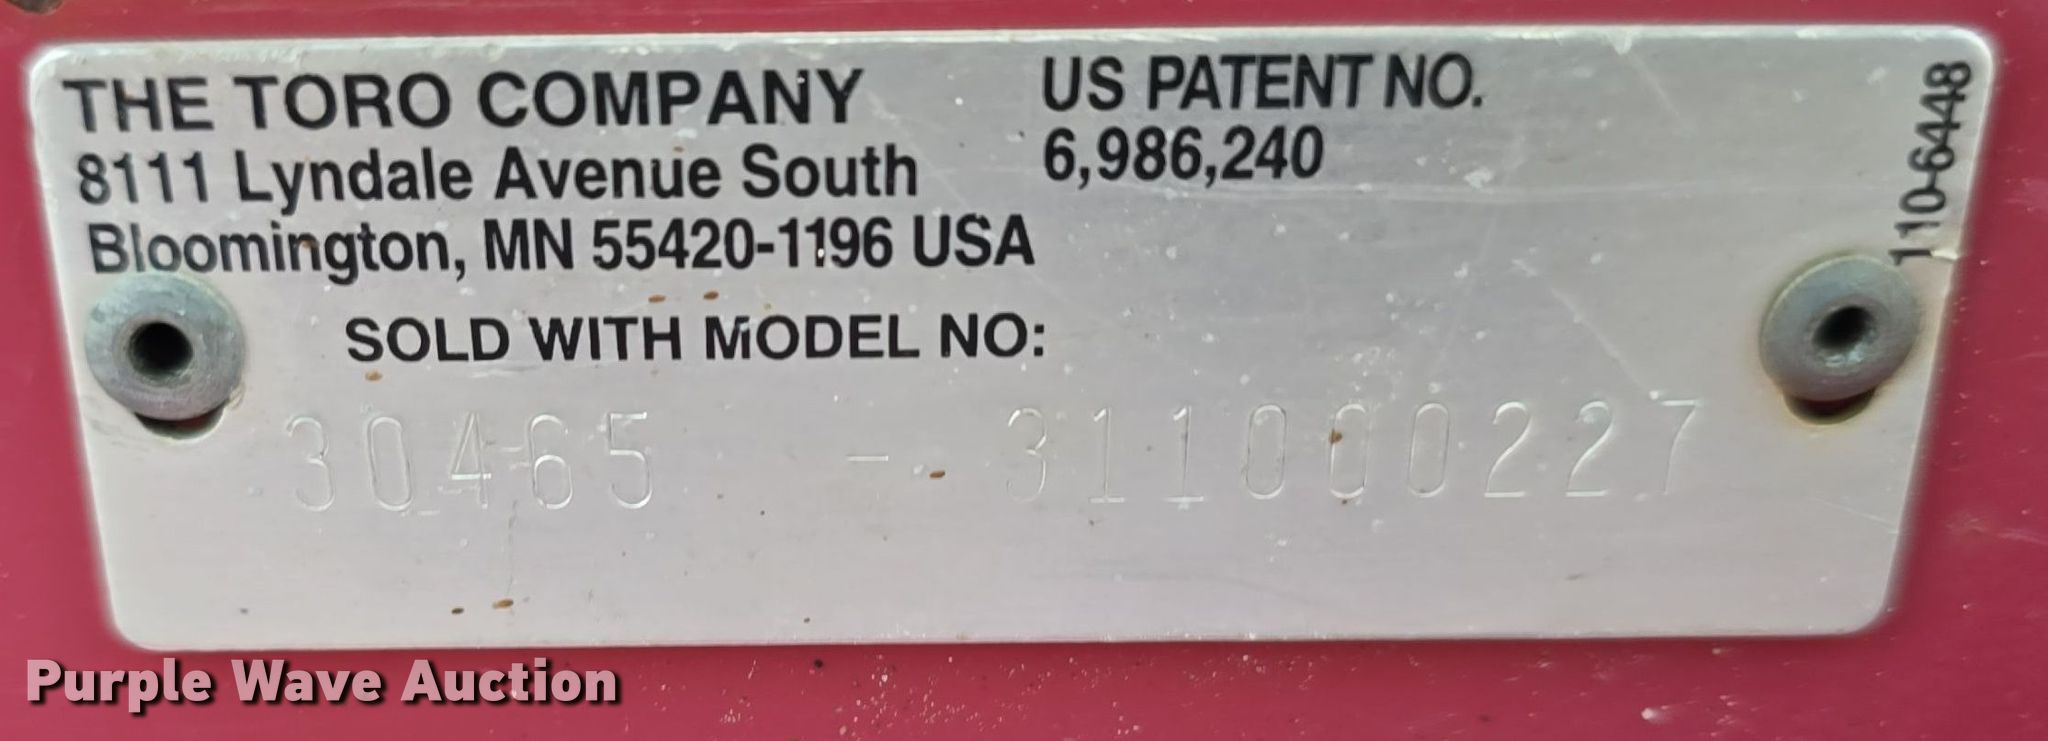 THE TORO COMPANY
8111 Lyndale Avenue South
Bloomington, MN 55420-1196 USA
US PATENT NO.
6,986,240
110-6448
SOLD WITH MODEL NO:
30465 - 311000227
Purple Wave Auction